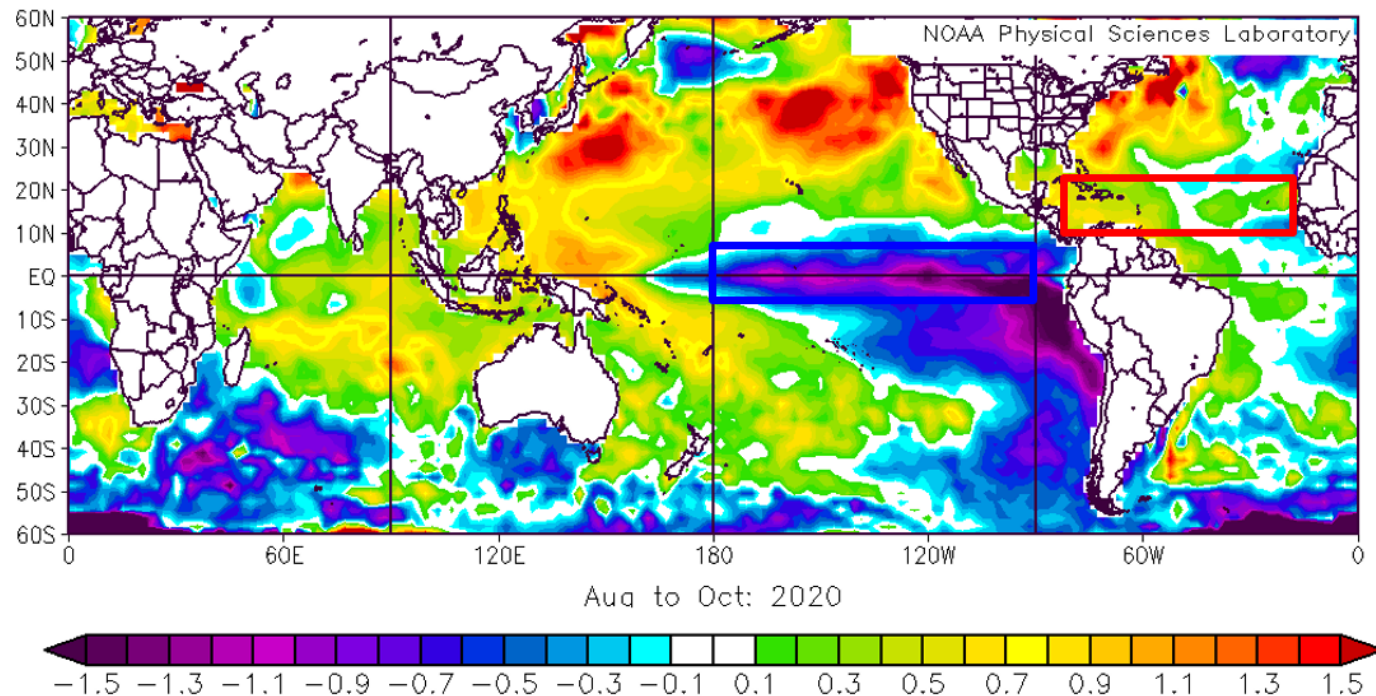 60N
NOAA Physical Sciences Laboratory
50N
40N
30N
20N
10N
EQ
10S
20S
30S
40S
50S
60S
0 60E 120E 180 120W 60W 0
Aug to Oct: 2020
−1.5 −1.3 −1.1 −0.9 −0.7 −0.5 −0.3 −0.1 0.1 0.3 0.5 0.7 0.9 1.1 1.3 1.5